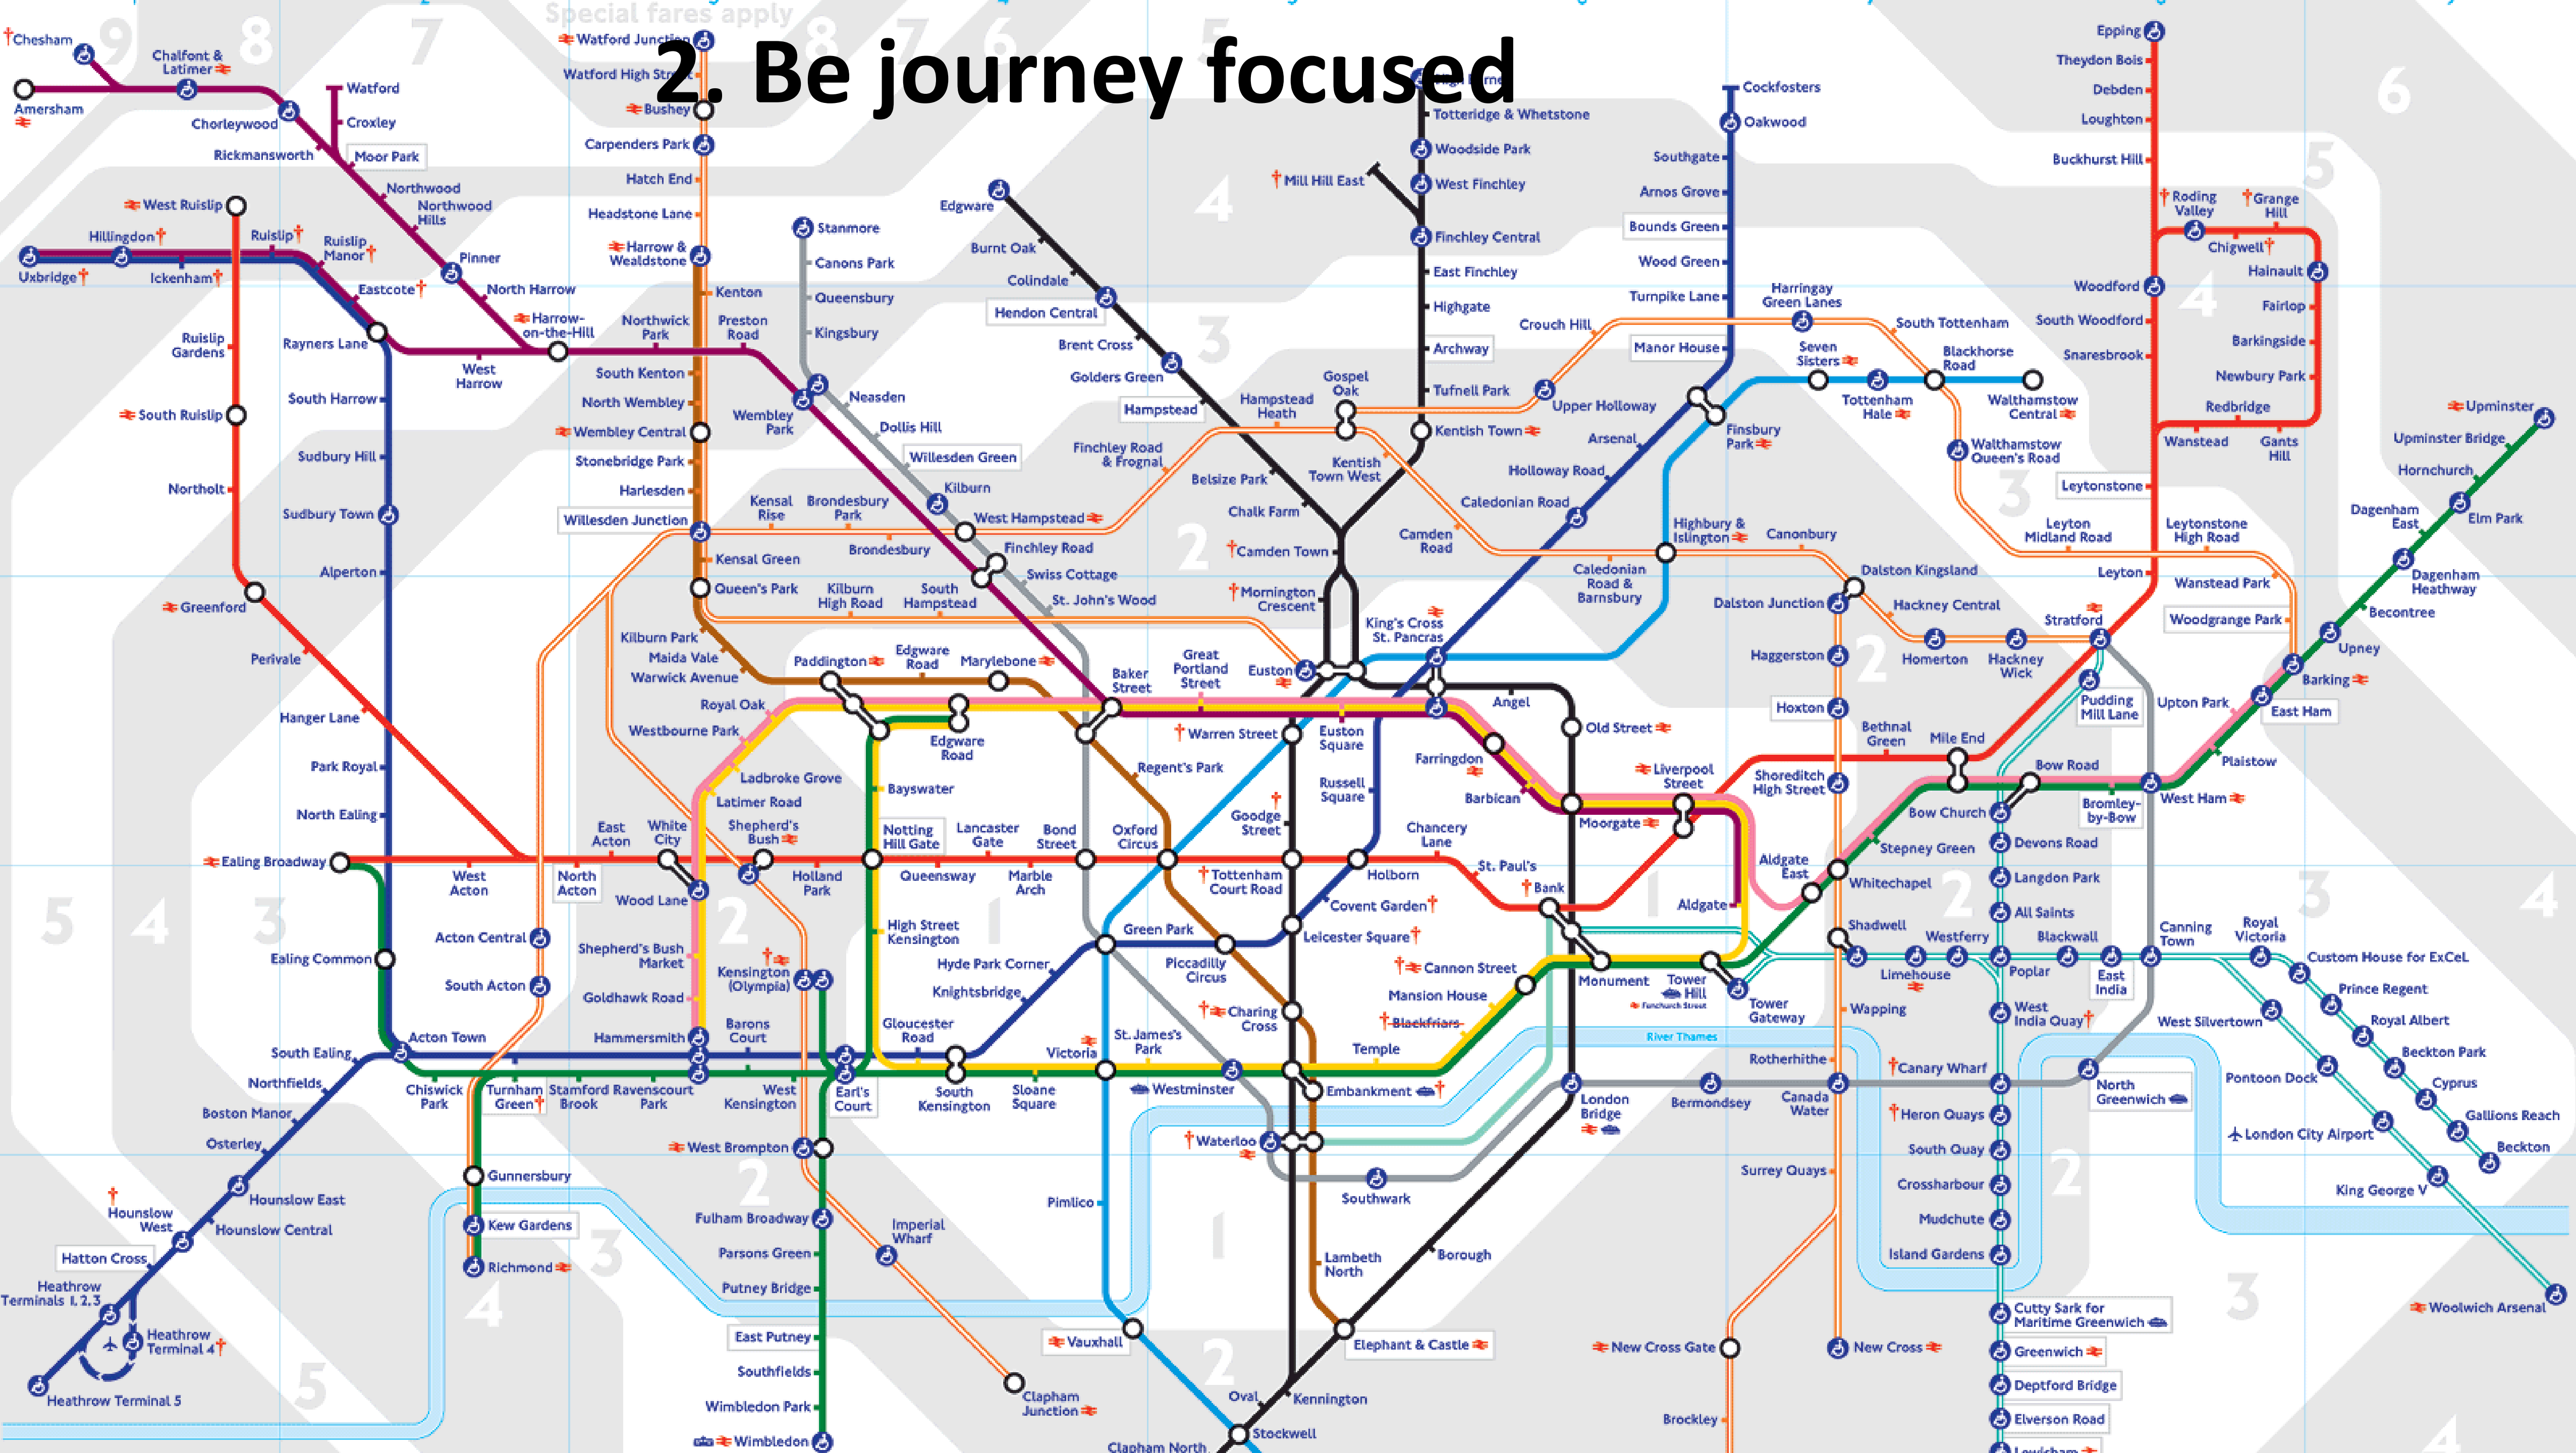 Special fares apply
2. Be journey focused
9
8
7
8
7
6
5
6
†Chesham
Chalfont &
Latimer
Amersham
Chorleywood
Rickmansworth
Watford
Croxley
Moor Park
Northwood
Northwood
Hills
Pinner
North Harrow
Harrow-
on-the-Hill
West Ruislip
Hillingdon†
Uxbridge†
Ickenham†
Ruislip†
Ruislip
Manor†
Eastcote†
Rayners Lane
West
Harrow
Northwick
Park
Preston
Road
Ruislip
Gardens
South Ruislip
Northolt
Greenford
Perivale
Hanger Lane
South Harrow
Sudbury Hill
Sudbury Town
Alperton
Park Royal
North Ealing
Ealing Broadway
Ealing Common
Watford Junction
Watford High Street
Bushey
Carpenders Park
Hatch End
Headstone Lane
Harrow &
Wealdstone
Kenton
South Kenton
North Wembley
Wembley Central
Stonebridge Park
Harlesden
Willesden Junction
Kensal Green
Queen's Park
Kilburn Park
Maida Vale
Warwick Avenue
Stanmore
Canons Park
Queensbury
Kingsbury
Wembley
Park
Neasden
Dollis Hill
Willesden Green
Kilburn
West Hampstead
Finchley Road
Swiss Cottage
St. John's Wood
Kensal
Rise
Brondesbury
Park
Brondesbury
Kilburn
High Road
South
Hampstead
Edgware
Burnt Oak
Colindale
Hendon Central
Brent Cross
Golders Green
Hampstead
Belsize Park
Chalk Farm
†Camden Town
†Mornington
Crescent
Finchley Road
& Frognal
Hampstead
Heath
Gospel
Oak
Kentish
Town West
Camden
Road
†Mill Hill East
Totteridge & Whetstone
Woodside Park
West Finchley
Finchley Central
East Finchley
Highgate
Archway
Tufnell Park
Kentish Town
Upper Holloway
Crouch Hill
Harringay
Green Lanes
South Tottenham
Cockfosters
Oakwood
Southgate
Arnos Grove
Bounds Green
Wood Green
Turnpike Lane
Manor House
Finsbury
Park
Arsenal
Holloway Road
Caledonian Road
Seven
Sisters
Tottenham
Hale
Blackhorse
Road
Walthamstow
Central
Walthamstow
Queen's Road
Highbury &
Islington
Canonbury
Caledonian
Road &
Barnsbury
Leyton
Midland Road
Leytonstone
High Road
Wanstead Park
Woodgrange Park
Epping
Theydon Bois
Debden
Loughton
Buckhurst Hill
†Roding
Valley
†Grange
Hill
Chigwell†
Hainault
Woodford
Fairlop
South Woodford
Barkingside
Snaresbrook
Newbury Park
Redbridge
Wanstead
Gants
Hill
Leytonstone
Leyton
Stratford
Upminster
Upminster Bridge
Hornchurch
Elm Park
Dagenham
East
Dagenham
Heathway
Becontree
Upney
Barking
East Ham
Upton Park
Plaistow
West Ham
Dalston Kingsland
Dalston Junction
Hackney Central
Homerton
Hackney
Wick
Haggerston
Hoxton
Shoreditch
High Street
Pudding
Mill Lane
Bethnal
Green
Mile End
Bow Road
Bow Church
Bromley-
by-Bow
Stepney Green
Devons Road
Langdon Park
All Saints
Paddington
Edgware
Road
Marylebone
Baker
Street
Great
Portland
Street
Euston
King's Cross
St. Pancras
Angel
Old Street
Royal Oak
Westbourne Park
Ladbroke Grove
Latimer Road
Edgware
Road
Bayswater
Regent's Park
†Warren Street
Euston
Square
Russell
Square
†
Goodge
Street
Farringdon
Barbican
Moorgate
Liverpool
Street
East
Acton
White
City
Shepherd's
Bush
West
Acton
North
Acton
Wood Lane
Holland
Park
Notting
Hill Gate
Queensway
Lancaster
Gate
Marble
Arch
Bond
Street
Oxford
Circus
†Tottenham
Court Road
Holborn
Chancery
Lane
St. Paul's
†Bank
Aldgate
Aldgate
East
Whitechapel
Covent Garden†
Leicester Square†
Acton Central
South Acton
Shepherd's Bush
Market
Goldhawk Road
Hammersmith
Kensington
(Olympia)
High Street
Kensington
Hyde Park Corner
Knightsbridge
Green Park
Piccadilly
Circus
†Charing
Cross
†Cannon Street
Mansion House
†Blackfriars
Temple
Monument
Tower
Hill
Fenchurch Street
Tower
Gateway
Shadwell
Limehouse
Westferry
Poplar
Blackwall
East
India
Canning
Town
Royal
Victoria
Custom House for ExCeL
Prince Regent
Royal Albert
Beckton Park
Cyprus
Gallions Reach
Beckton
West Silvertown
Pontoon Dock
London City Airport
King George V
Woolwich Arsenal
Wapping
Rotherhithe
River Thames
West
India Quay†
†Canary Wharf
†Heron Quays
South Quay
Crossharbour
Mudchute
Island Gardens
Cutty Sark for
Maritime Greenwich
Greenwich
Deptford Bridge
Elverson Road
Lewisham
North
Greenwich
Canada
Water
Bermondsey
London
Bridge
Surrey Quays
New Cross Gate
New Cross
Brockley
Acton Town
South Ealing
Northfields
Boston Manor
Osterley
Hounslow East
Hounslow Central
†
Hounslow
West
Hatton Cross
Heathrow
Terminals 1, 2, 3
Heathrow
Terminal 4†
Heathrow Terminal 5
Chiswick
Park
Turnham
Green†
Stamford
Brook
Ravenscourt
Park
Barons
Court
West
Kensington
Earl's
Court
Gloucester
Road
South
Kensington
Sloane
Square
Victoria
St. James's
Park
Westminster
Embankment
†Waterloo
Southwark
Gunnersbury
Kew Gardens
Richmond
West Brompton
Fulham Broadway
Parsons Green
Putney Bridge
East Putney
Southfields
Wimbledon Park
Wimbledon
Imperial
Wharf
Clapham
Junction
Pimlico
Vauxhall
Lambeth
North
Borough
Elephant & Castle
Oval
Kennington
Stockwell
Clapham North